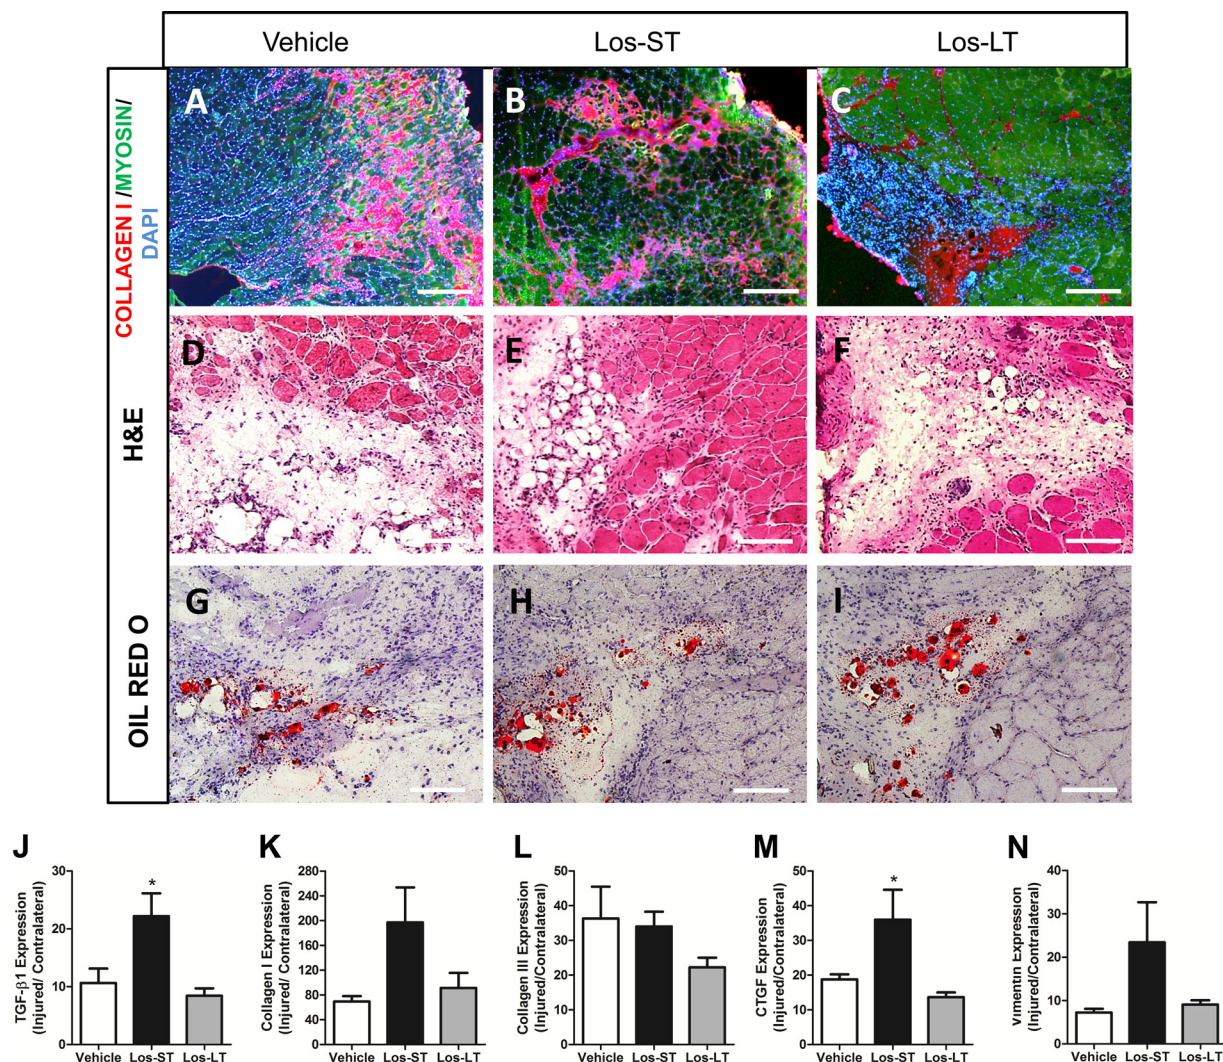 Vehicle Los-ST Los-LT
COLLAGEN I /MYOSIN/
DAPI
A B C
H&E
D E F
OIL RED O
G H I
J
TGF-β1 Expression
(Injured/ Contralateral)
30
20
10
0
*
Vehicle Los-ST Los-LT
K
Collagen I Expression
(Injured/ Contralateral)
280
240
200
160
120
80
40
0
Vehicle Los-ST Los-LT
L
Collagen III Expression
(Injured/Contralateral)
50
40
30
20
10
0
Vehicle Los-ST Los-LT
M
CTGF Expression
(Injured/Contralateral)
50
40
30
20
10
0
*
Vehicle Los-ST Los-LT
N
Vimentin Expression
(Injured/Contralateral)
40
30
20
10
0
Vehicle Los-ST Los-LT